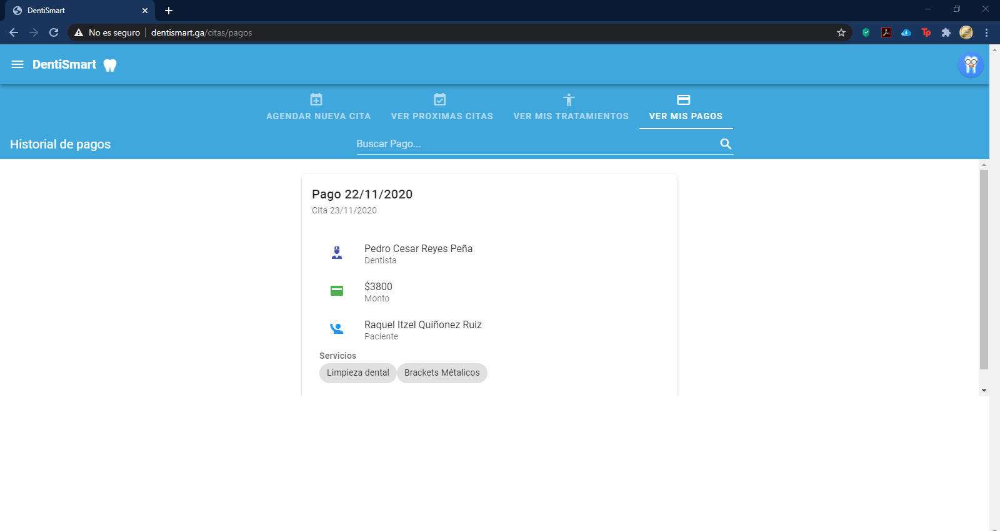 DentiSmart
No es seguro dentismart.ga/citas/pagos
Tp
DentiSmart
AGENDAR NUEVA CITA
VER PROXIMAS CITAS
VER MIS TRATAMIENTOS
VER MIS PAGOS
Historial de pagos
Buscar Pago...
Pago 22/11/2020
Cita 23/11/2020
Pedro Cesar Reyes Peña
Dentista
$3800
Monto
Raquel Itzel Quiñonez Ruiz
Paciente
Servicios
Limpieza dental
Brackets Métalicos